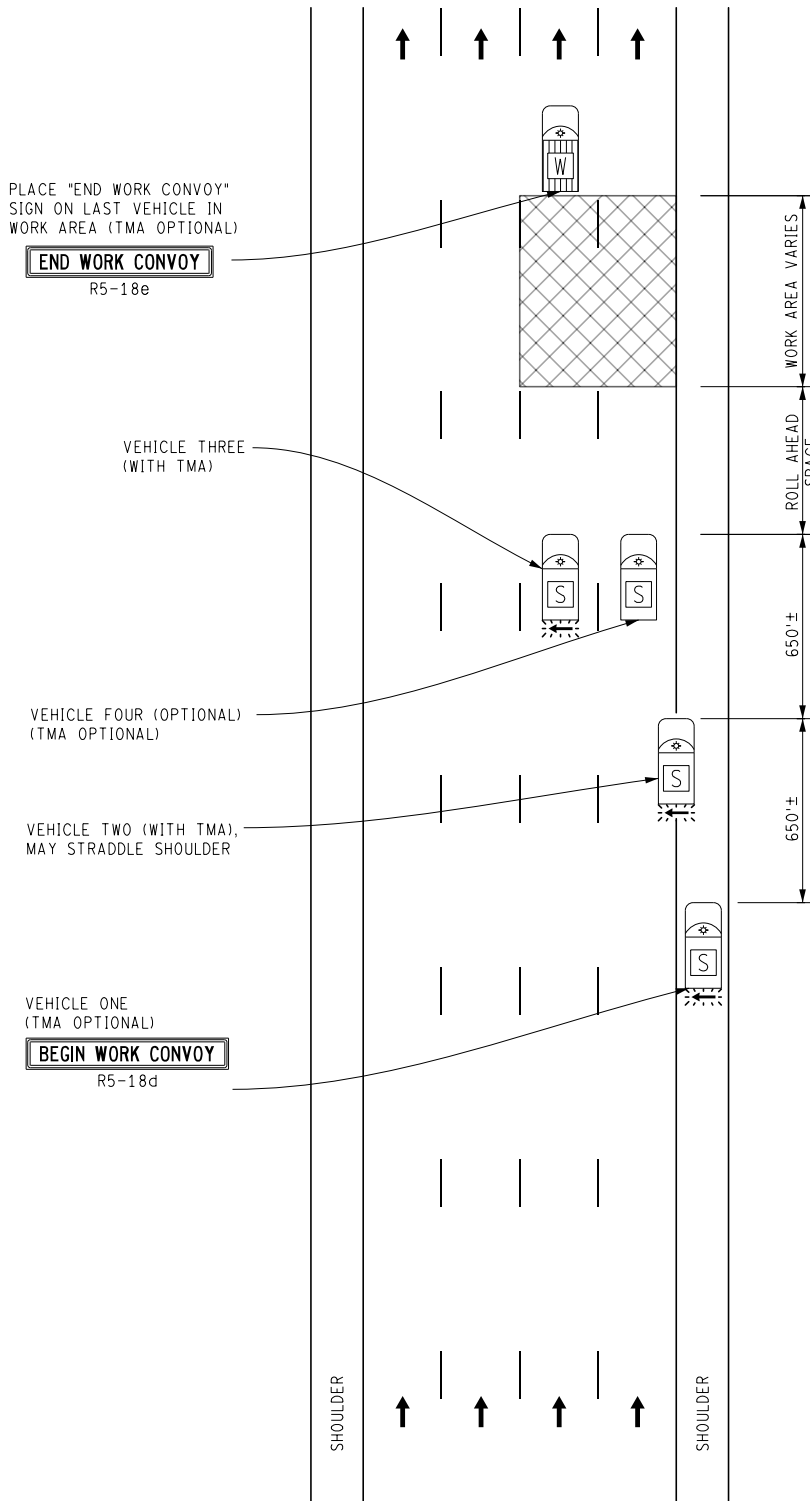 PLACE "END WORK CONVOY"
SIGN ON LAST VEHICLE IN
WORK AREA (TMA OPTIONAL)
END WORK CONVOY
R5-18e
W
WORK AREA VARIES
ROLL AHEAD
SPACE
VEHICLE THREE
(WITH TMA)
S
S
650'±
VEHICLE FOUR (OPTIONAL)
(TMA OPTIONAL)
S
VEHICLE TWO (WITH TMA),
MAY STRADDLE SHOULDER
650'±
S
VEHICLE ONE
(TMA OPTIONAL)
BEGIN WORK CONVOY
R5-18d
SHOULDER
SHOULDER